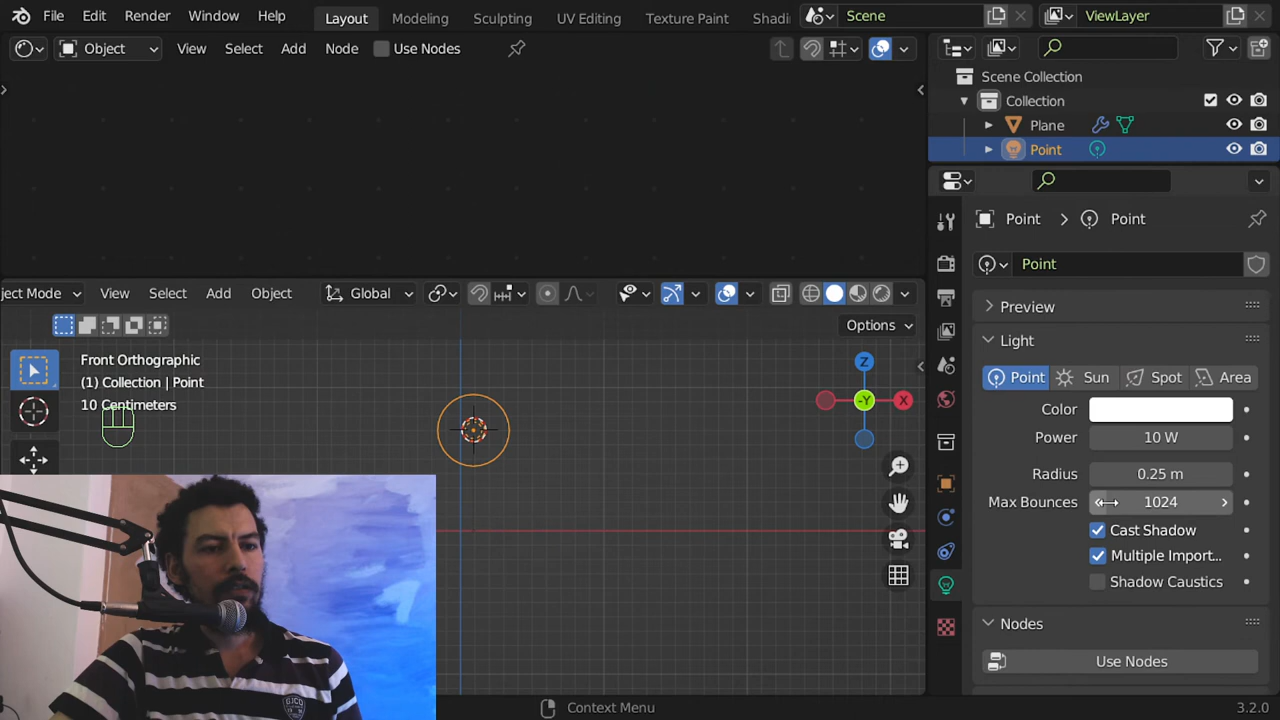 File Edit Render Window Help Layout Modeling Sculpting UV Editing Texture Paint Shadi Scene ViewLayer
Object View Select Add Node Use Nodes
Scene Collection
Collection
Plane
Point
Point Point
Point
Preview
Light
Point Sun Spot Area
Color
Power 10 W
Radius 0.25 m
Max Bounces 1024
Cast Shadow
Multiple Import...
Shadow Caustics
Nodes
Use Nodes
ject Mode View Select Add Object Global
Options
Front Orthographic
(1) Collection | Point
10 Centimeters
Z
X
-Y
Context Menu
3.2.0